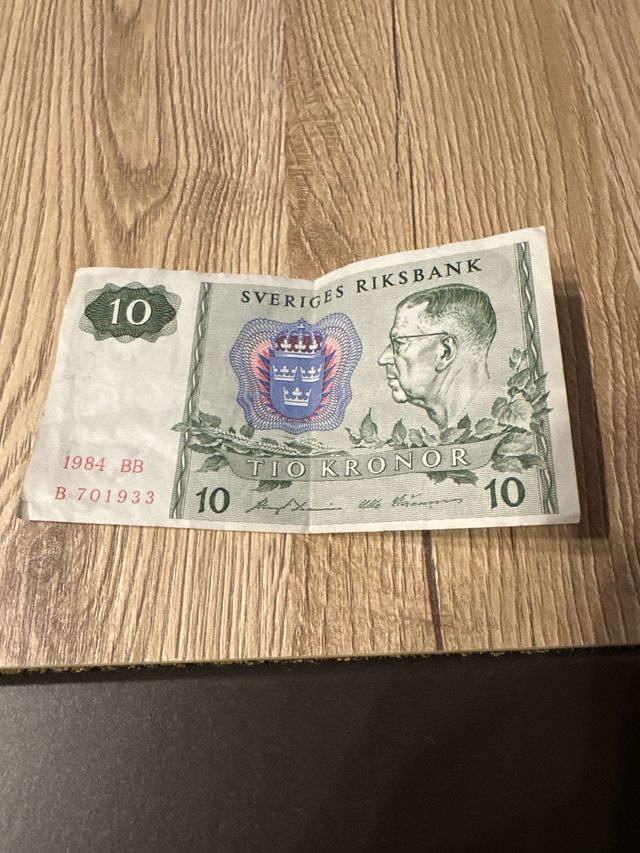 SVERIGES RIKSBANK
10
1984 BB
B 701933
TIO KRONOR
10
10